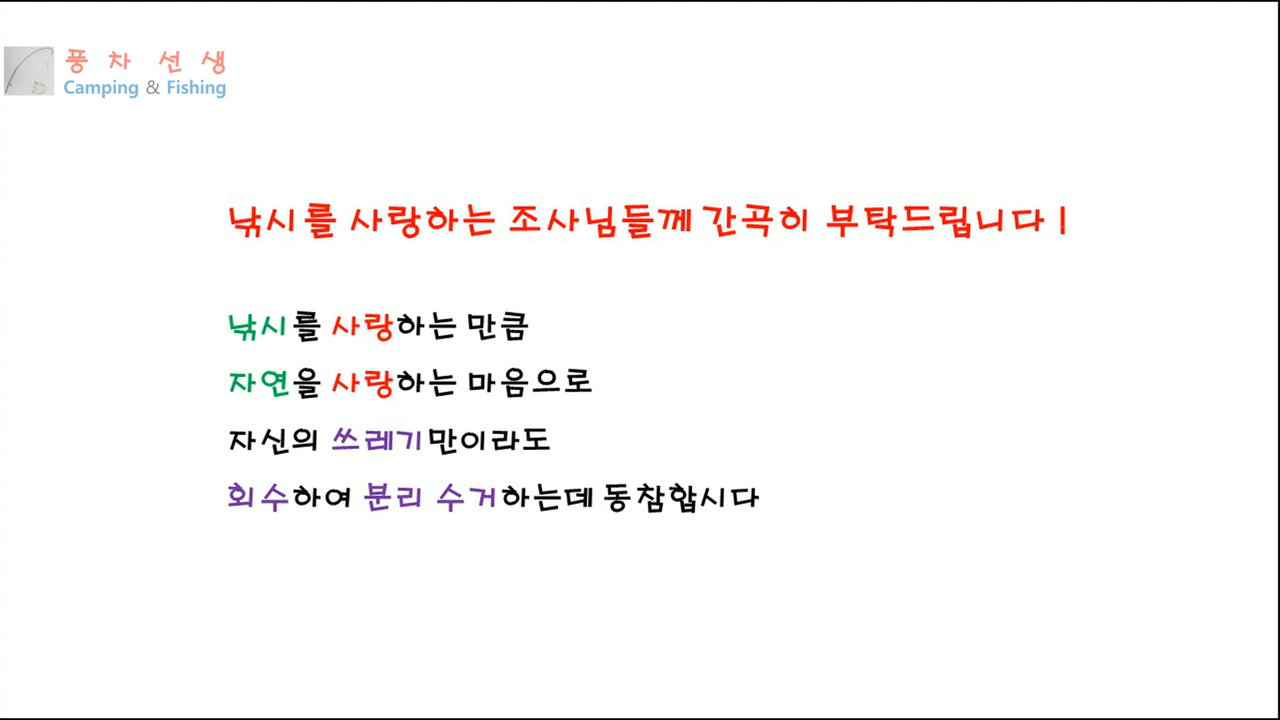 풍 차 선 생
Camping & Fishing
낚시를 사랑하는 조사님들께 간곡히 부탁드립니다 !
낚시를 사랑하는 만큼
자연을 사랑하는 마음으로
자신의 쓰레기만이라도
회수하여 분리 수거하는데 동참합시다